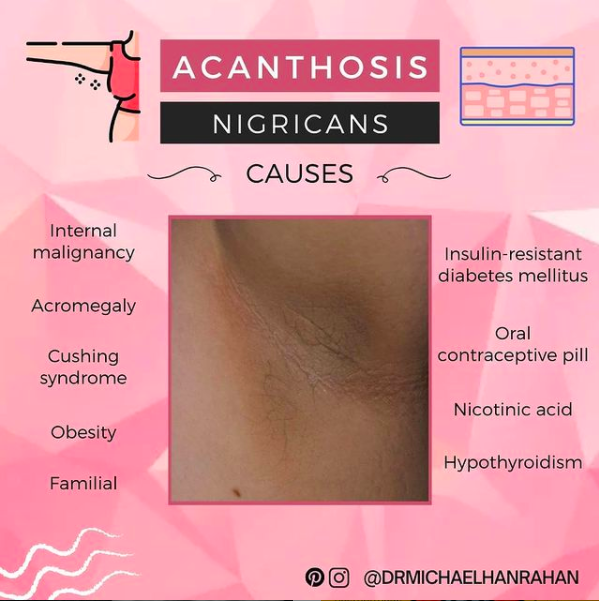 ACANTHOSIS
NIGRICANS
CAUSES
Internal
malignancy
Acromegaly
Cushing
syndrome
Obesity
Familial
Insulin-resistant
diabetes mellitus
Oral
contraceptive pill
Nicotinic acid
Hypothyroidism
@DRMICHAELHANRAHAN